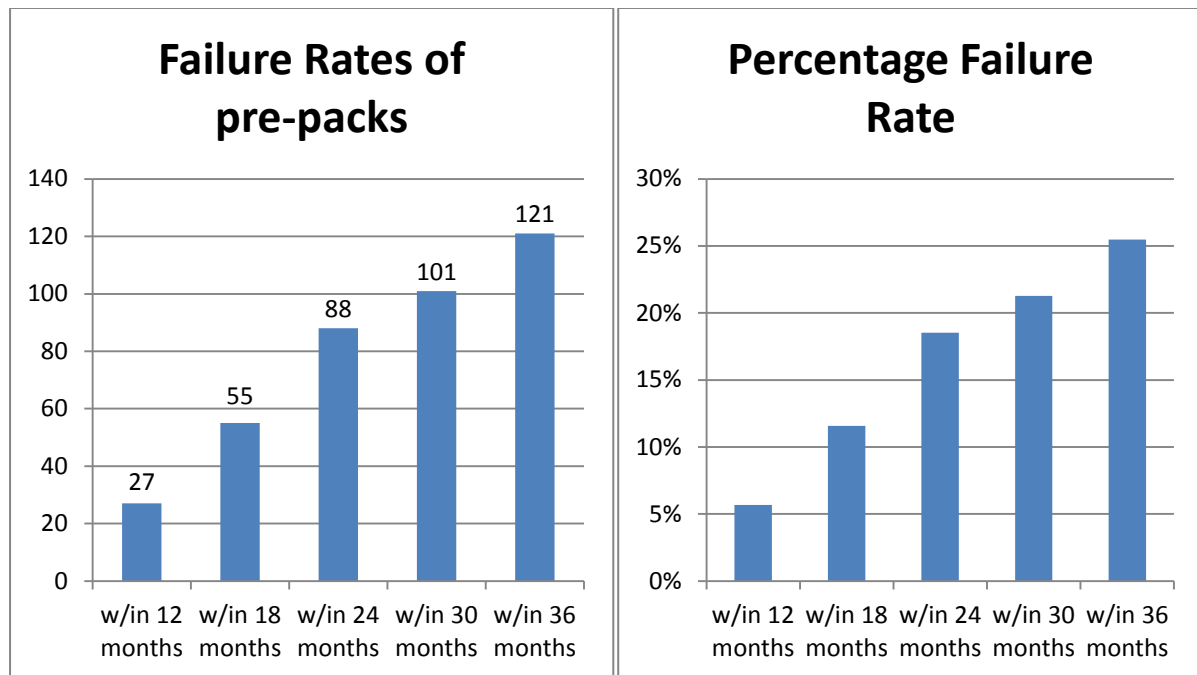 Failure Rates of
pre-packs
140
120
100
80
60
40
20
0
27
55
88
101
121
w/in 12
months
w/in 18
months
w/in 24
months
w/in 30
months
w/in 36
months
Percentage Failure
Rate
30%
25%
20%
15%
10%
5%
0%
w/in 12
months
w/in 18
months
w/in 24
months
w/in 30
months
w/in 36
months